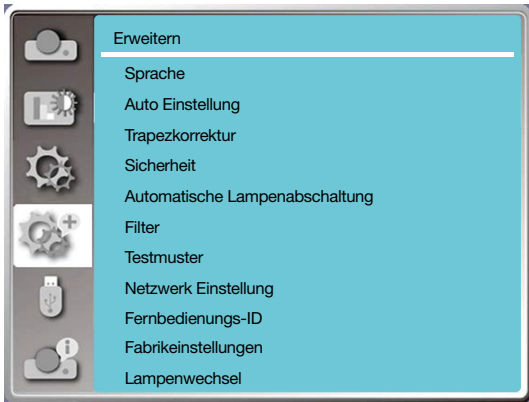 Erweitern
Sprache
Auto Einstellung
Trapezkorrektur
Sicherheit
Automatische Lampenabschaltung
Filter
Testmuster
Netzwerk Einstellung
Fernbedienungs-ID
Fabrikeinstellungen
Lampenwechsel